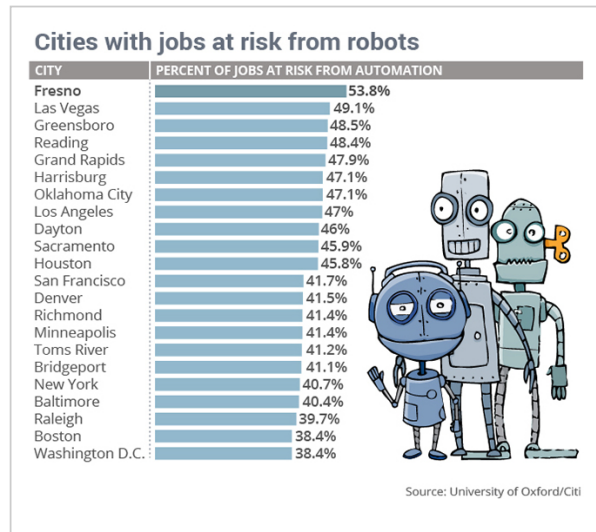 Cities with jobs at risk from robots
CITY PERCENT OF JOBS AT RISK FROM AUTOMATION
Fresno 53.8%
Las Vegas 49.1%
Greensboro 48.5%
Reading 48.4%
Grand Rapids 47.9%
Harrisburg 47.1%
Oklahoma City 47.1%
Los Angeles 47%
Dayton 46%
Sacramento 45.9%
Houston 45.8%
San Francisco 41.7%
Denver 41.5%
Richmond 41.4%
Minneapolis 41.4%
Toms River 41.2%
Bridgeport 41.1%
New York 40.7%
Baltimore 40.4%
Raleigh 39.7%
Boston 38.4%
Washington D.C. 38.4%
Source: University of Oxford/Citi